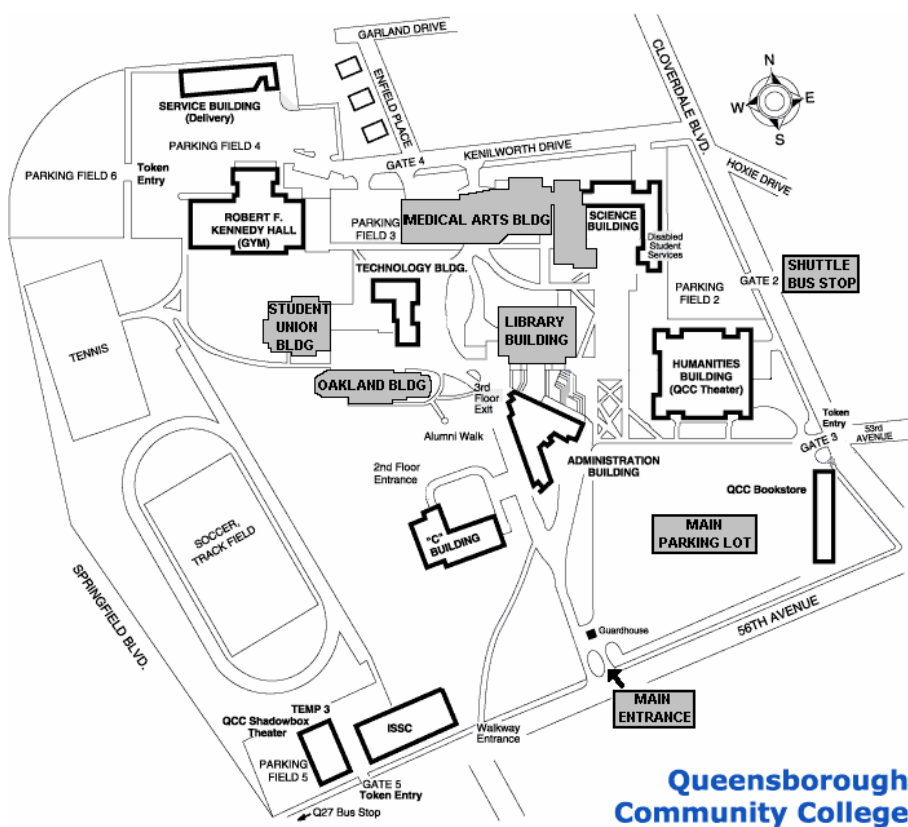 GARLAND DRIVE
ENFIELD PLACE
CLOVERDALE BLVD.
N
W
E
S
SERVICE BUILDING
(Delivery)
PARKING FIELD 4
GATE 4
KENILWORTH DRIVE
HOXIE DRIVE
PARKING FIELD 6
Token
Entry
ROBERT F.
KENNEDY HALL
(GYM)
PARKING
FIELD 3
MEDICAL ARTS BLDG
SCIENCE
BUILDING
Disabled
Student
Services
TECHNOLOGY BLDG.
GATE 2
SHUTTLE
BUS STOP
PARKING
FIELD 2
STUDENT
UNION
BLDG
LIBRARY
BUILDING
TENNIS
HUMANITIES
BUILDING
(QCC Theater)
OAKLAND BLDG
3rd
Floor
Exit
Alumni Walk
Token
Entry
GATE 3
53rd
AVENUE
2nd Floor
Entrance
ADMINISTRATION
BUILDING
QCC Bookstore
"C"
BUILDING
MAIN
PARKING LOT
SOCCER,
TRACK FIELD
SPRINGFIELD BLVD.
56TH AVENUE
Guardhouse
MAIN
ENTRANCE
TEMP 3
QCC Shadowbox
Theater
ISSC
Walkway
Entrance
PARKING
FIELD 5
GATE 5
Token Entry
Q27 Bus Stop
Queensborough
Community College